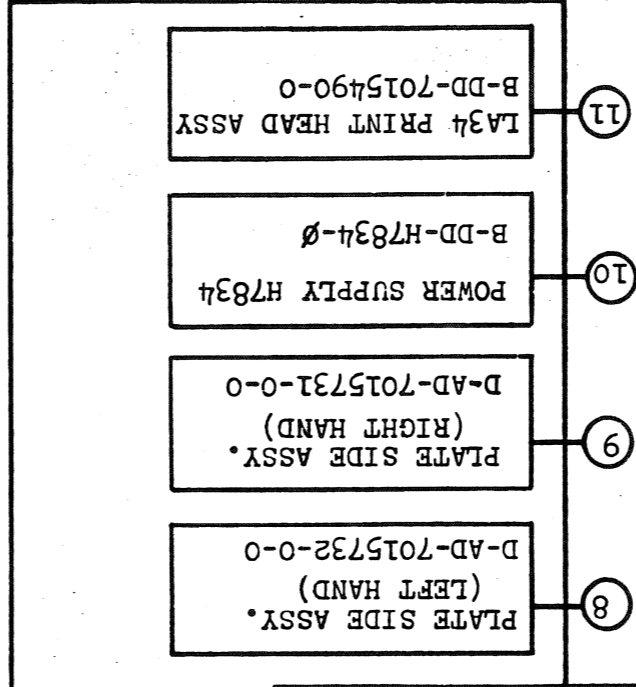 8
PLATE SIDE ASSY.
(LEFT HAND)
D-AD-7015732-0-0
9
PLATE SIDE ASSY.
(RIGHT HAND)
D-AD-7015731-0-0
10
POWER SUPPLY H7834
B-DD-H7834-Ø
11
LA34 PRINT HEAD ASSY
B-DD-7015490-0